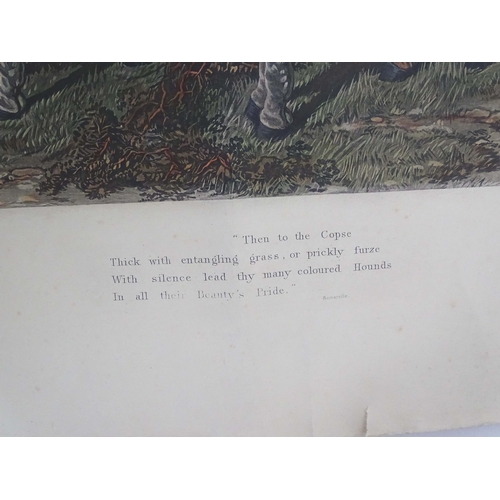 " Then to the Copse
Thick with entangling grass, or prickly furze
With silence lead thy many coloured Hounds
In all their Beauty's Pride."